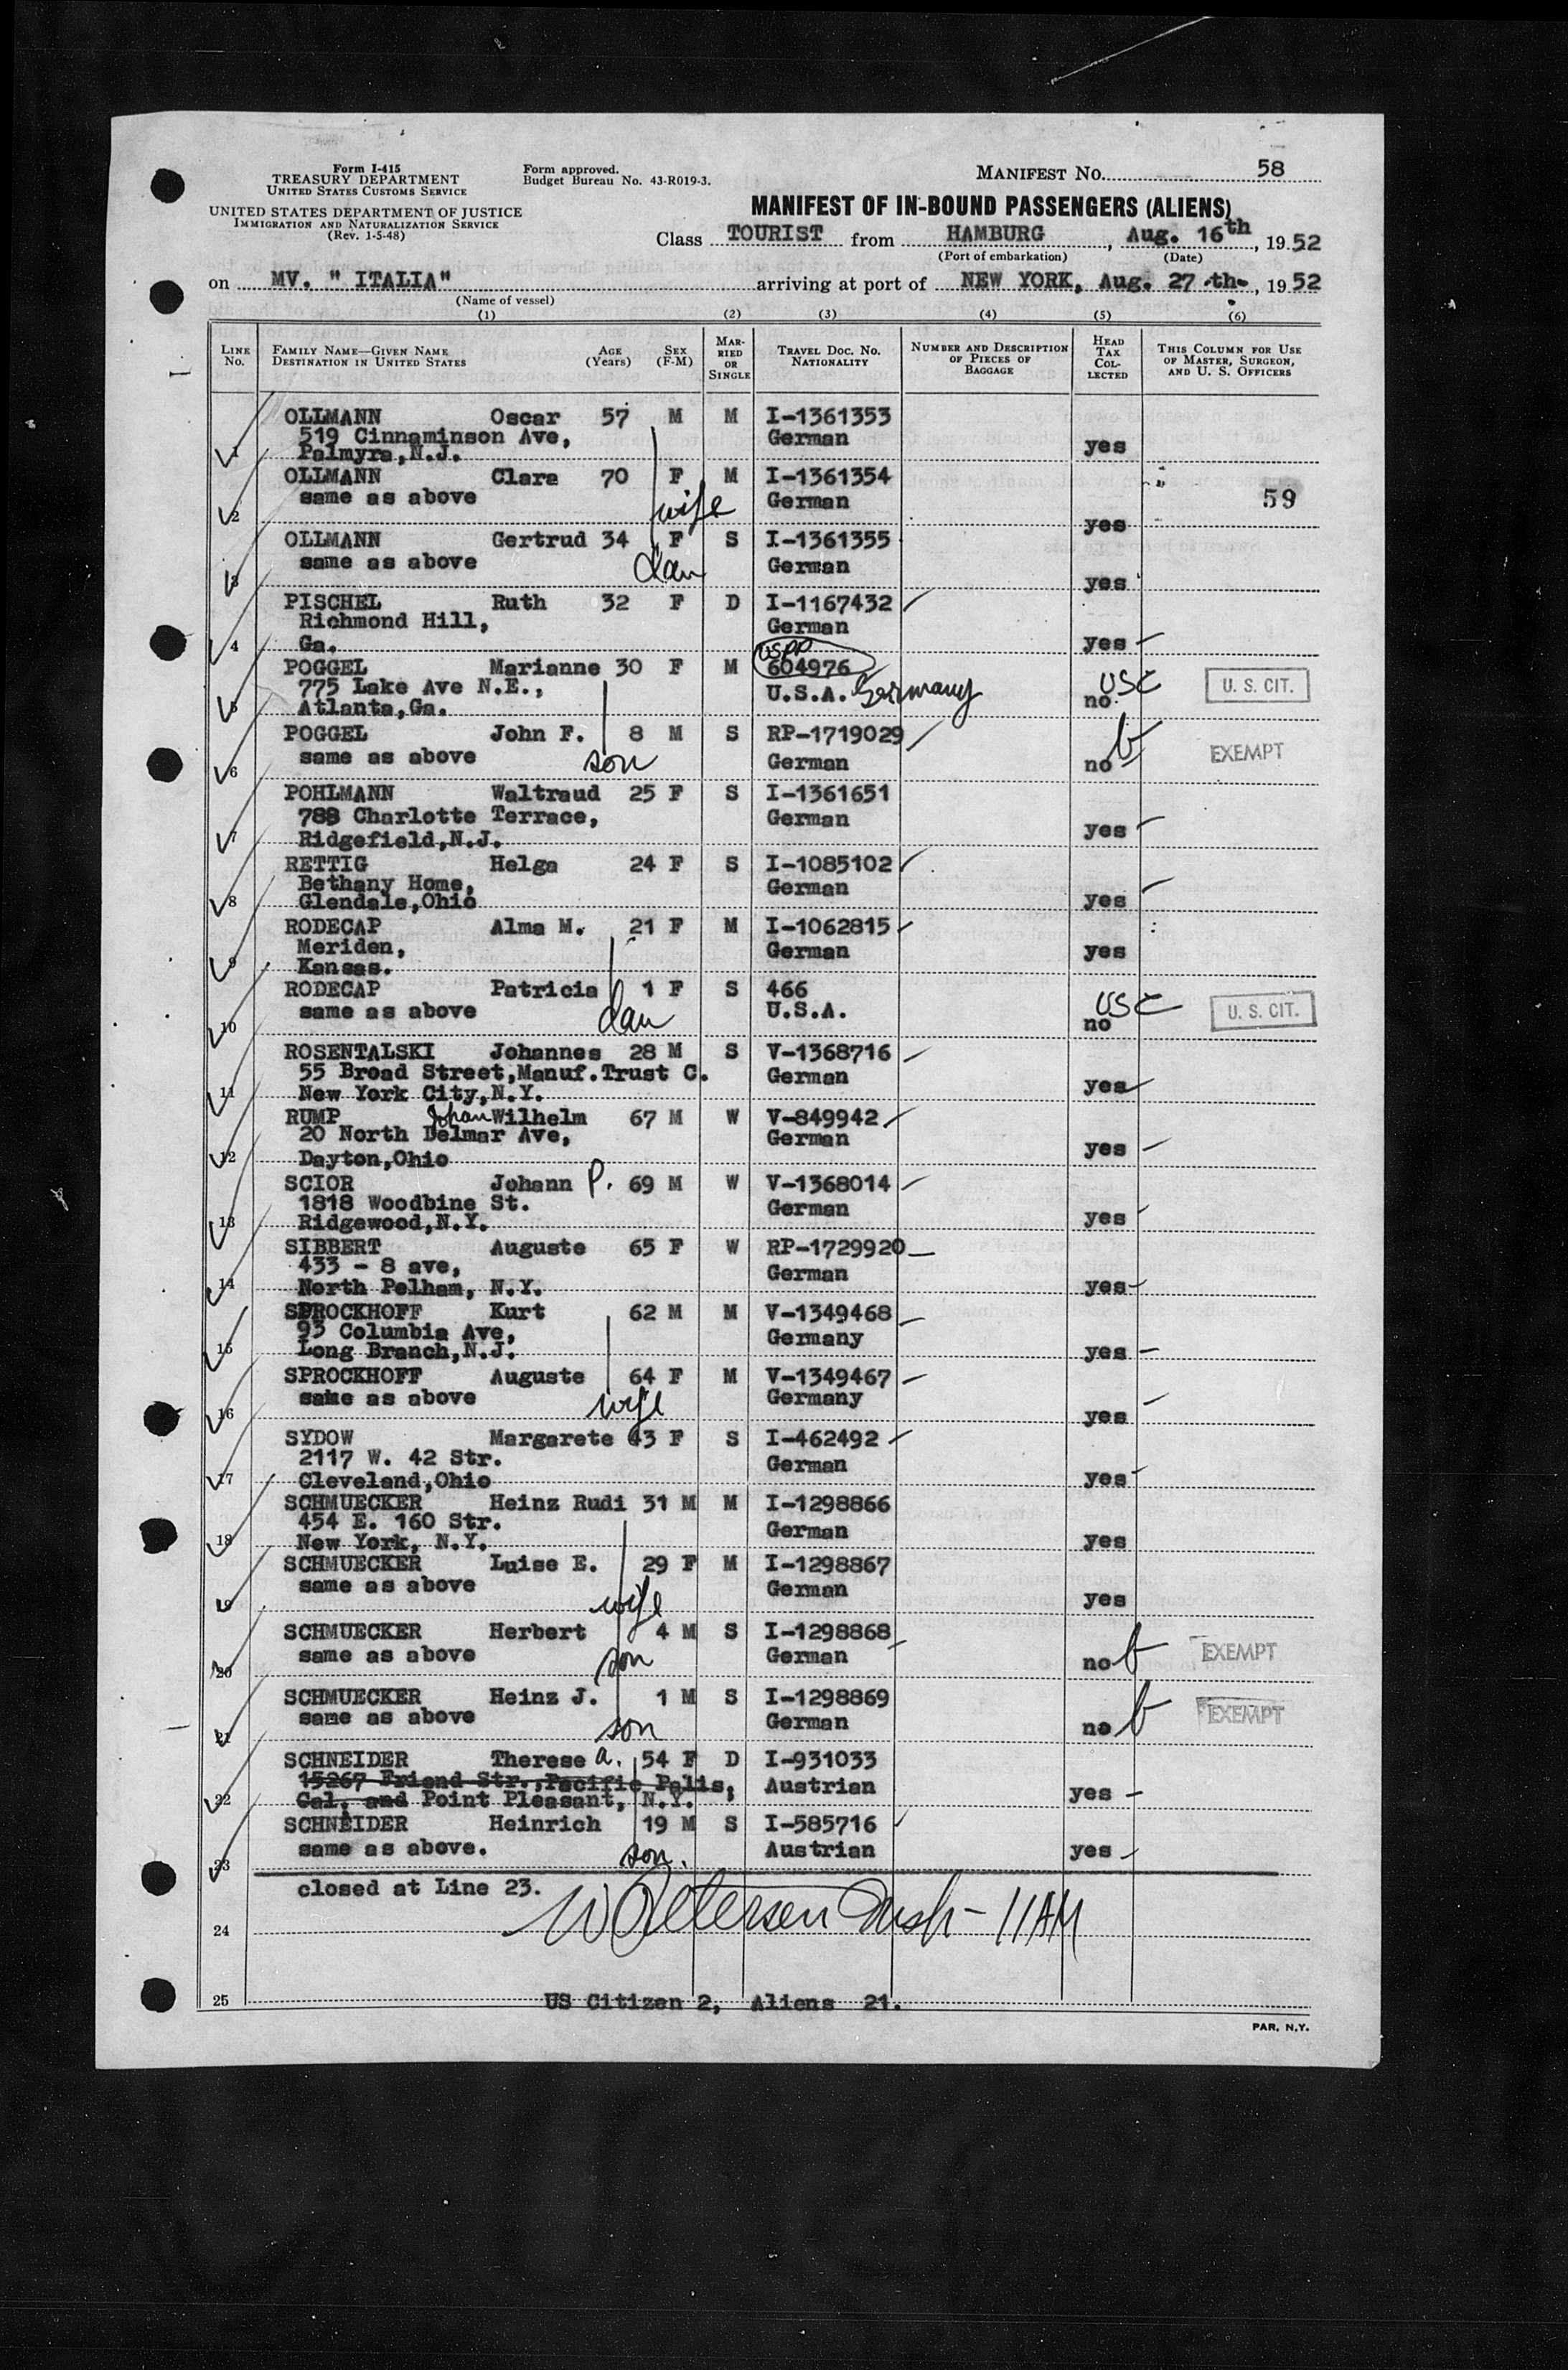 Form I-415
TREASURY DEPARTMENT
UNITED STATES CUSTOMS SERVICE
UNITED STATES DEPARTMENT OF JUSTICE
IMMIGRATION AND NATURALIZATION SERVICE
(Rev. 1-5-48)
Form approved.
Budget Bureau No. 43-R019-3.
MANIFEST NO. 58
MANIFEST OF IN-BOUND PASSENGERS (ALIENS)
Class TOURIST from HAMBURG, Aug. 16th, 1952
(Port of embarkation) (Date)
on MV. " ITALIA" arriving at port of NEW YORK, Aug. 27 th., 1952
(Name of vessel)
(1) (2) (3) (4) (5) (6)
LINE NO. FAMILY NAME—GIVEN NAME DESTINATION IN UNITED STATES AGE (Years) SEX (F-M) MARRIED OR SINGLE TRAVEL DOC. NO. NATIONALITY NUMBER AND DESCRIPTION OF PIECES OF BAGGAGE HEAD TAX COLLECTED THIS COLUMN FOR USE OF MASTER, SURGEON, AND U. S. OFFICERS
OLLMANN Oscar 57 M M I-1361353
519 Cinnaminson Ave, German
1 Palmyra,N.J. yes
OLLMANN Clara 70 F M I-1361354
same as above wife German 59
2 yes
OLLMANN Gertrud 34 F S I-1361355
same as above dau German
3 yes
PISCHEL Ruth 32 F D I-1167432
Richmond Hill, German
4 Ga. yes
POGGEL Marianne 30 F M USPP 604976
775 Lake Ave N.E., U.S.A. Germany USC U. S. CIT.
5 Atlanta,Ga. no
POGGEL John F. 8 M S RP-1719029
same as above son German EXEMPT
6 no b
POHLMANN Waltraud 25 F S I-1361651
788 Charlotte Terrace, German
7 Ridgefield,N.J. yes
RETTIG Helga 24 F S I-1085102
Bethany Home, German
8 Glendale,Ohio yes
RODECAP Alma M. 21 F M I-1062815
Meriden, German
9 Kansas. yes
RODECAP Patricia 1 F S 466
same as above dau U.S.A. USC U. S. CIT.
10 no
ROSENTALSKI Johannes 28 M S V-1368716
55 Broad Street,Manuf.Trust C. German
11 New York City,N.Y. yes
RUMP Johan Wilhelm 67 M W V-849942
20 North Delmar Ave, German
12 Dayton,Ohio yes
SCIOR Johann P. 69 M W V-1368014
1818 Woodbine St. German
13 Ridgewood,N.Y. yes
SIBBERT Auguste 65 F W RP-1729920
433 - 8 ave, German
14 North Pelham, N.Y. yes
SPROCKHOFF Kurt 62 M M V-1349468
93 Columbia Ave, Germany
15 Long Branch,N.J. yes
SPROCKHOFF Auguste 64 F M V-1349467
same as above wife Germany
16 yes
SYDOW Margarete 43 F S I-462492
2117 W. 42 Str. German
17 Cleveland,Ohio yes
SCHMUECKER Heinz Rudi 31 M M I-1298866
454 E. 160 Str. German
18 New York, N.Y. yes
SCHMUECKER Luise E. 29 F M I-1298867
same as above wife German
19 yes
SCHMUECKER Herbert 4 M S I-1298868
same as above son German EXEMPT
20 no b
SCHMUECKER Heinz J. 1 M S I-1298869
same as above son German EXEMPT
21 no b
SCHNEIDER Therese A. 54 F D I-931033
15267 Friend Str.,Pacific Palis, Austrian
22 Cal, and Point Pleasant, N.Y. yes
SCHNEIDER Heinrich 19 M S I-585716
same as above. son. Austrian yes
23
closed at Line 23.
24 W Petersen Insp- 11AM
25 US Citizen 2, Aliens 21.
PAR. N.Y.